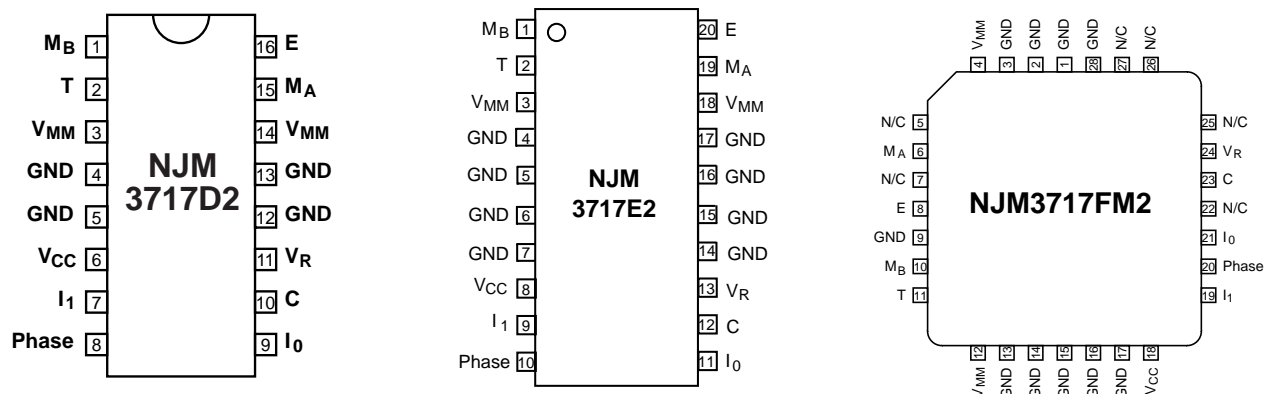 MB 1
T 2
VMM 3
GND 4
GND 5
VCC 6
I1 7
Phase 8
16 E
15 MA
14 VMM
13 GND
12 GND
11 VR
10 C
9 I0
NJM
3717D2
MB 1
T 2
VMM 3
GND 4
GND 5
GND 6
GND 7
VCC 8
I1 9
Phase 10
20 E
19 MA
18 VMM
17 GND
16 GND
15 GND
14 GND
13 VR
12 C
11 I0
NJM
3717E2
VMM 4
GND 3
GND 2
GND 1
GND 28
N/C 27
N/C 26
N/C 5
MA 6
N/C 7
E 8
GND 9
MB 10
T 11
25 N/C
24 VR
23 C
22 N/C
21 I0
20 Phase
19 I1
NJM3717FM2
12 VMM
13 GND
14 GND
15 GND
16 GND
17 GND
18 VCC